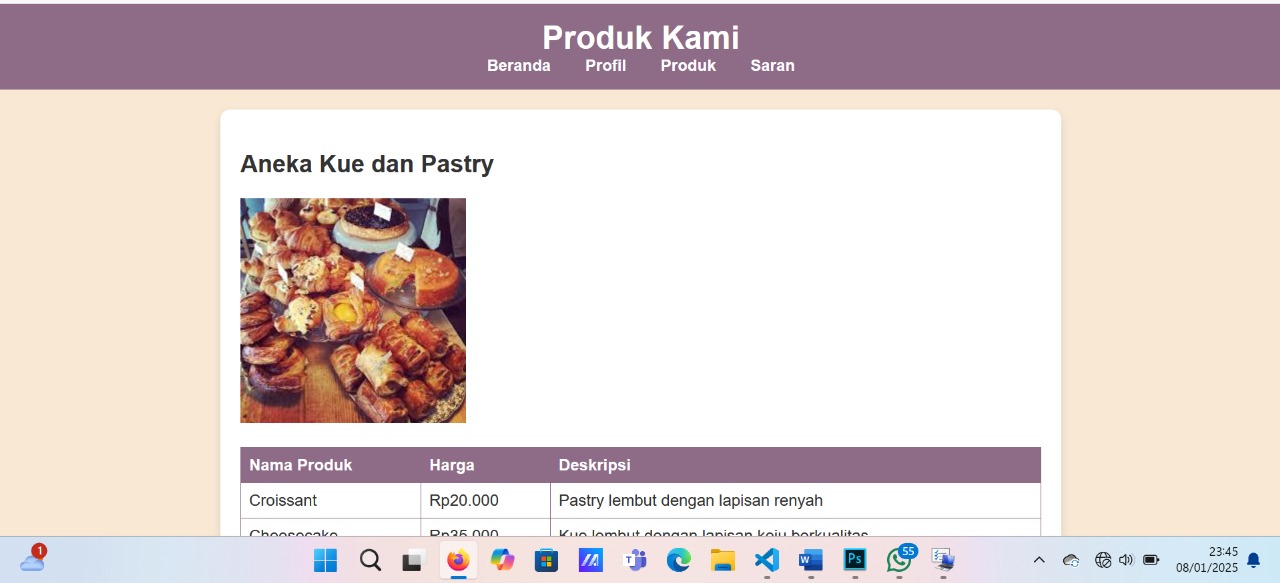 Produk Kami
Beranda Profil Produk Saran
Aneka Kue dan Pastry
Nama Produk Harga Deskripsi
Croissant Rp20.000 Pastry lembut dengan lapisan renyah
Cheesecake Rp35.000 Kue lembut dengan lapisan keju berkualitas
1
W
Ps
55
23:45
08/01/2025